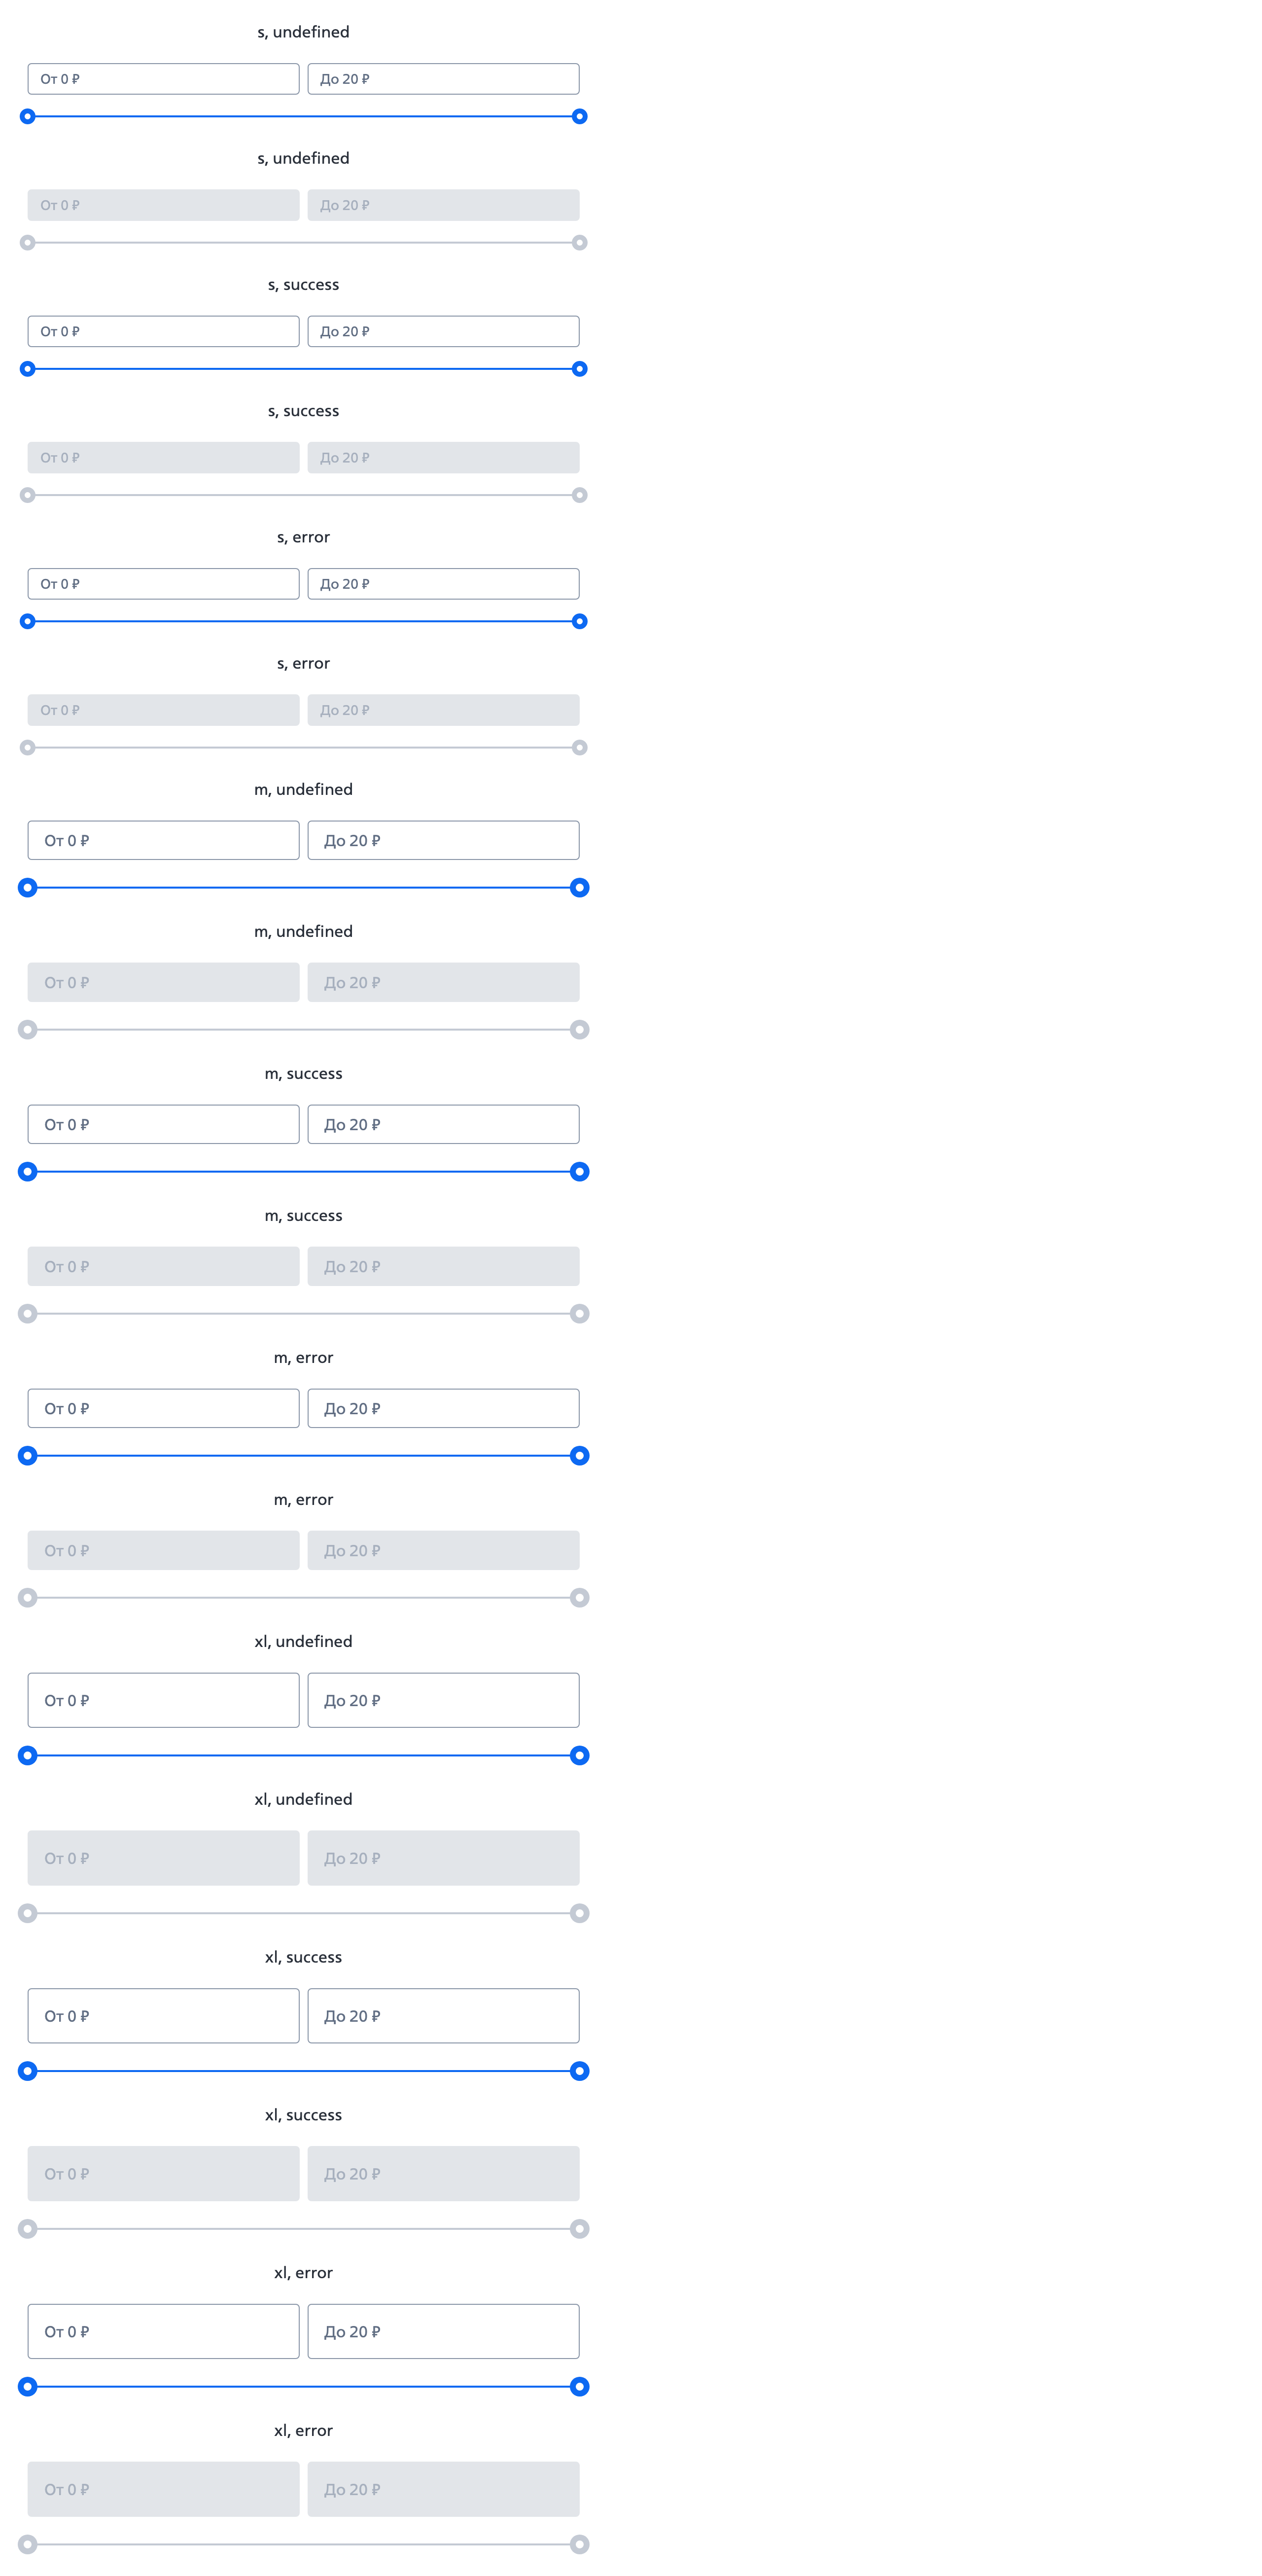 s, undefined
От 0 ₽ До 20 ₽
s, undefined
От 0 ₽ До 20 ₽
s, success
От 0 ₽ До 20 ₽
s, success
От 0 ₽ До 20 ₽
s, error
От 0 ₽ До 20 ₽
s, error
От 0 ₽ До 20 ₽
m, undefined
От 0 ₽ До 20 ₽
m, undefined
От 0 ₽ До 20 ₽
m, success
От 0 ₽ До 20 ₽
m, success
От 0 ₽ До 20 ₽
m, error
От 0 ₽ До 20 ₽
m, error
От 0 ₽ До 20 ₽
xl, undefined
От 0 ₽ До 20 ₽
xl, undefined
От 0 ₽ До 20 ₽
xl, success
От 0 ₽ До 20 ₽
xl, success
От 0 ₽ До 20 ₽
xl, error
От 0 ₽ До 20 ₽
xl, error
От 0 ₽ До 20 ₽